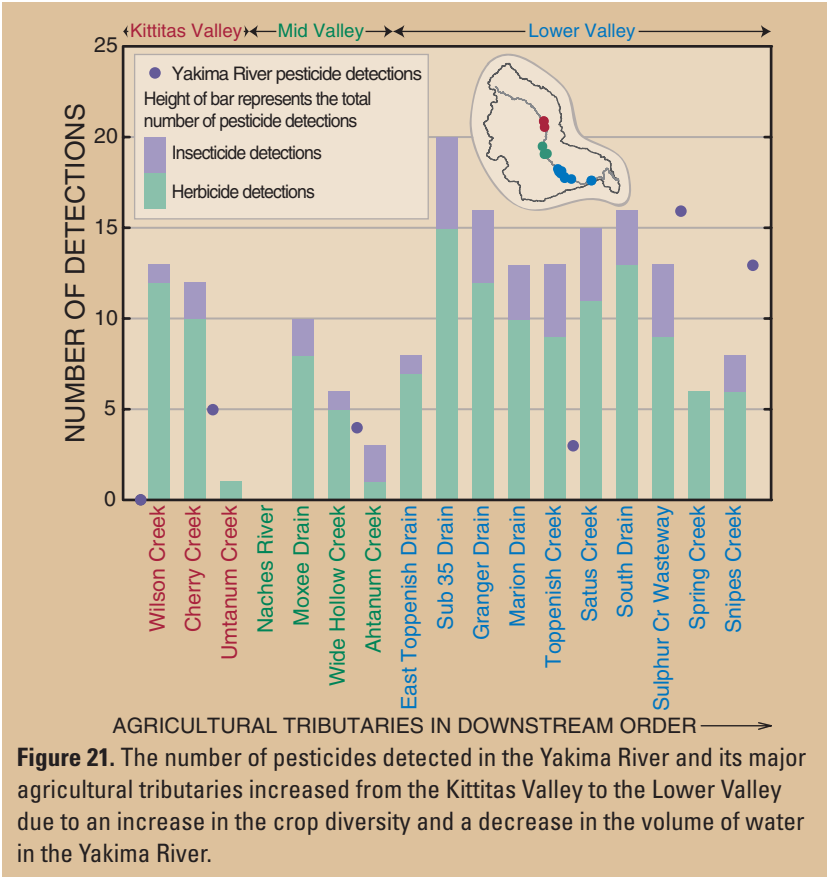 Kittitas Valley Mid Valley Lower Valley
25
20
15
10
5
0
NUMBER OF DETECTIONS
Yakima River pesticide detections
Height of bar represents the total
number of pesticide detections
Insecticide detections
Herbicide detections
Wilson Creek
Cherry Creek
Umtanum Creek
Naches River
Moxee Drain
Wide Hollow Creek
Ahtanum Creek
East Toppenish Drain
Sub 35 Drain
Granger Drain
Marion Drain
Toppenish Creek
Satus Creek
South Drain
Sulphur Cr Wasteway
Spring Creek
Snipes Creek
AGRICULTURAL TRIBUTARIES IN DOWNSTREAM ORDER
Figure 21. The number of pesticides detected in the Yakima River and its major
agricultural tributaries increased from the Kittitas Valley to the Lower Valley
due to an increase in the crop diversity and a decrease in the volume of water
in the Yakima River.